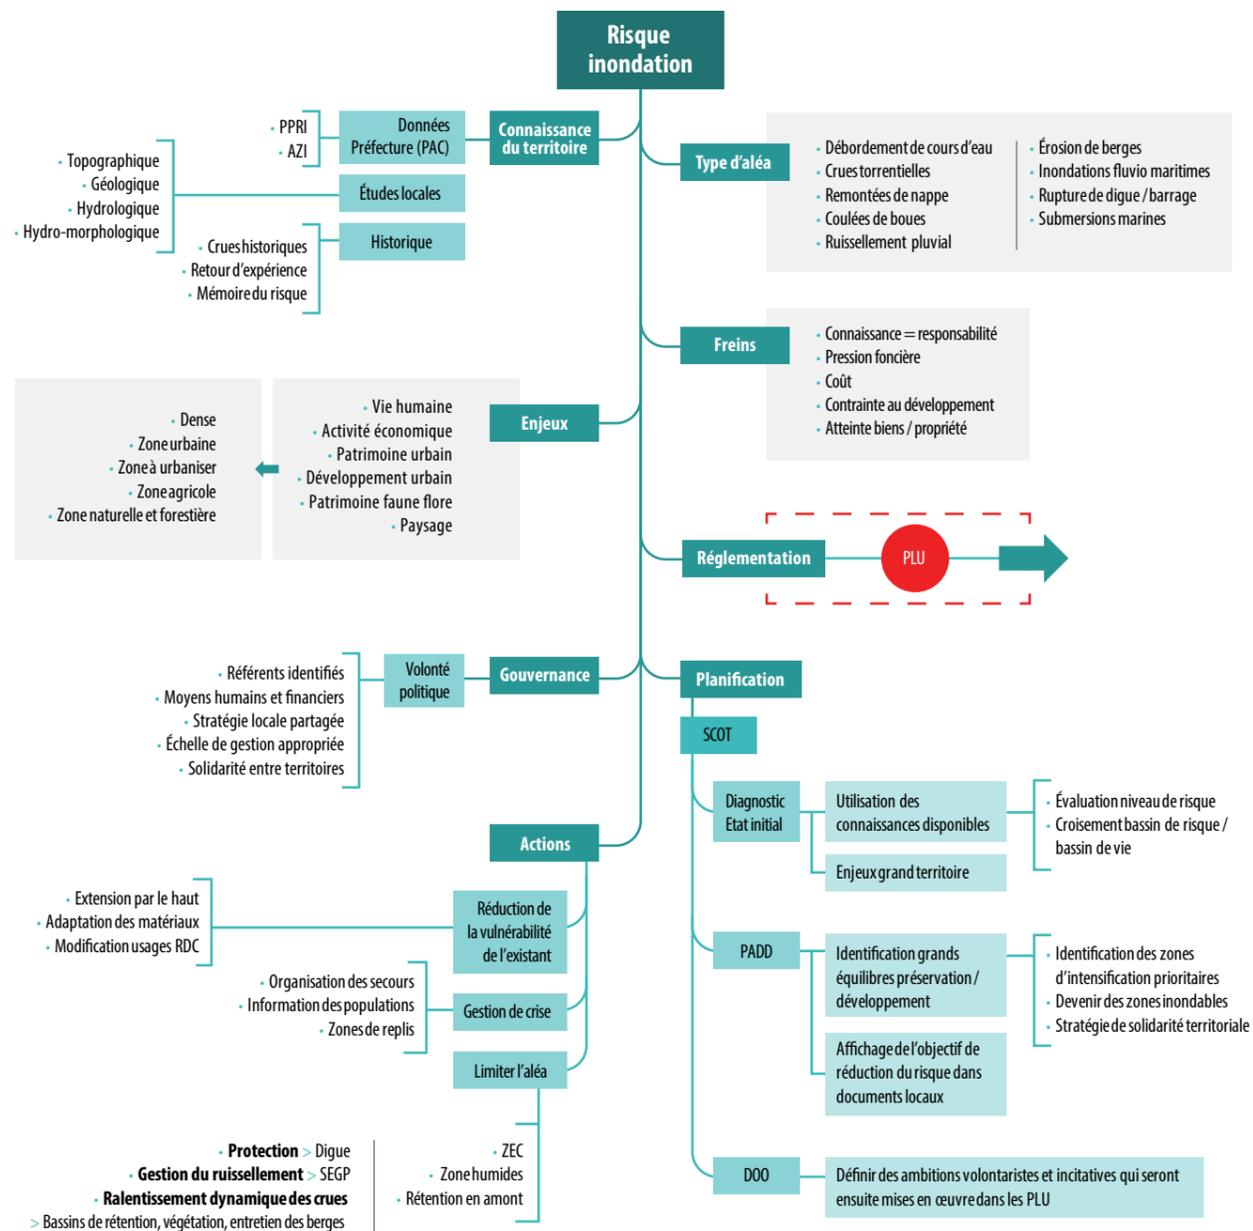 Risque
inondation
Connaissance
du territoire
Données
Préfecture (PAC)
• PPRI
• AZI
Études locales
• Topographique
• Géologique
• Hydrologique
• Hydro-morphologique
Historique
• Crues historiques
• Retour d'expérience
• Mémoire du risque
Type d'aléa
• Débordement de cours d'eau
• Crues torrentielles
• Remontées de nappe
• Coulées de boues
• Ruissellement pluvial
• Érosion de berges
• Inondations fluvio maritimes
• Rupture de digue / barrage
• Submersions marines
Freins
• Connaissance = responsabilité
• Pression foncière
• Coût
• Contrainte au développement
• Atteinte biens / propriété
Enjeux
• Vie humaine
• Activité économique
• Patrimoine urbain
• Développement urbain
• Patrimoine faune flore
• Paysage
• Dense
• Zone urbaine
• Zone à urbaniser
• Zone agricole
• Zone naturelle et forestière
Réglementation
PLU
Gouvernance
Volonté
politique
• Référents identifiés
• Moyens humains et financiers
• Stratégie locale partagée
• Échelle de gestion appropriée
• Solidarité entre territoires
Planification
SCOT
Diagnostic
Etat initial
Utilisation des
connaissances disponibles
• Évaluation niveau de risque
• Croisement bassin de risque /
bassin de vie
Enjeux grand territoire
PADD
Identification grands
équilibres préservation /
développement
• Identification des zones
d'intensification prioritaires
• Devenir des zones inondables
• Stratégie de solidarité territoriale
Affichage de l'objectif de
réduction du risque dans
documents locaux
DOO
Définir des ambitions volontaristes et incitatives qui seront
ensuite mises en œuvre dans les PLU
Actions
Réduction de
la vulnérabilité
de l'existant
• Extension par le haut
• Adaptation des matériaux
• Modification usages RDC
Gestion de crise
• Organisation des secours
• Information des populations
• Zones de replis
Limiter l'aléa
• ZEC
• Zone humides
• Rétention en amont
• Protection > Digue
• Gestion du ruissellement > SEGP
• Ralentissement dynamique des crues
> Bassins de rétention, végétation, entretien des berges